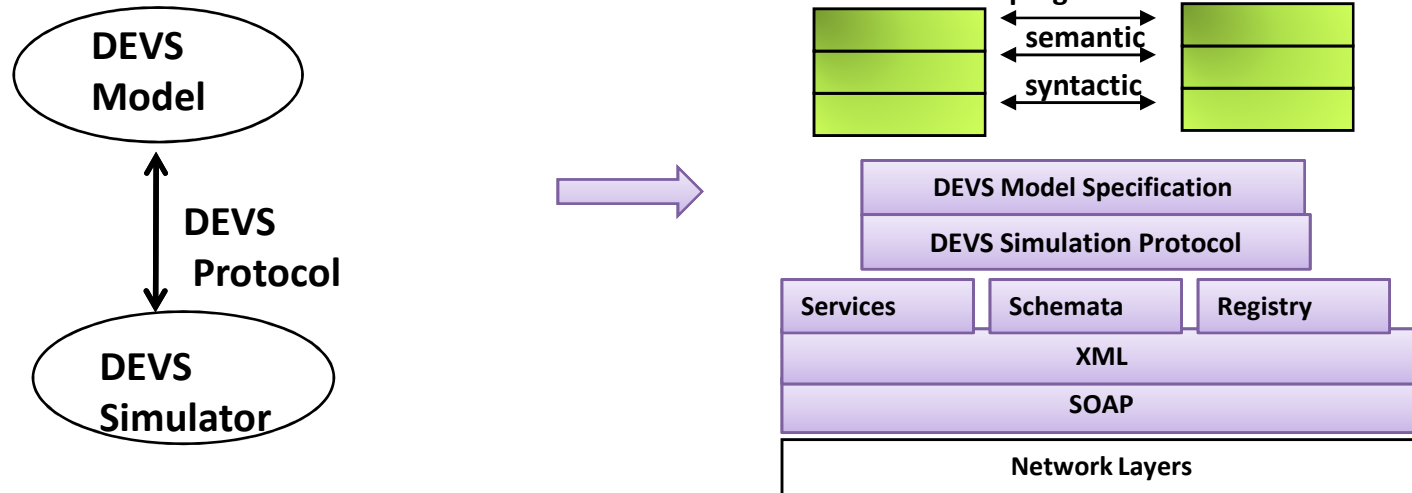 DEVS
Model
DEVS
Protocol
DEVS
Simulator
semantic
syntactic
DEVS Model Specification
DEVS Simulation Protocol
Services Schemata Registry
XML
SOAP
Network Layers